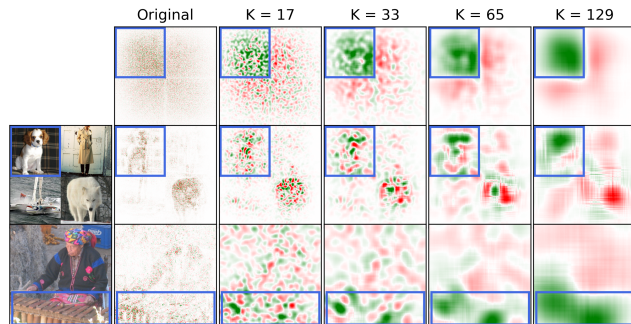 Original K = 17 K = 33 K = 65 K = 129